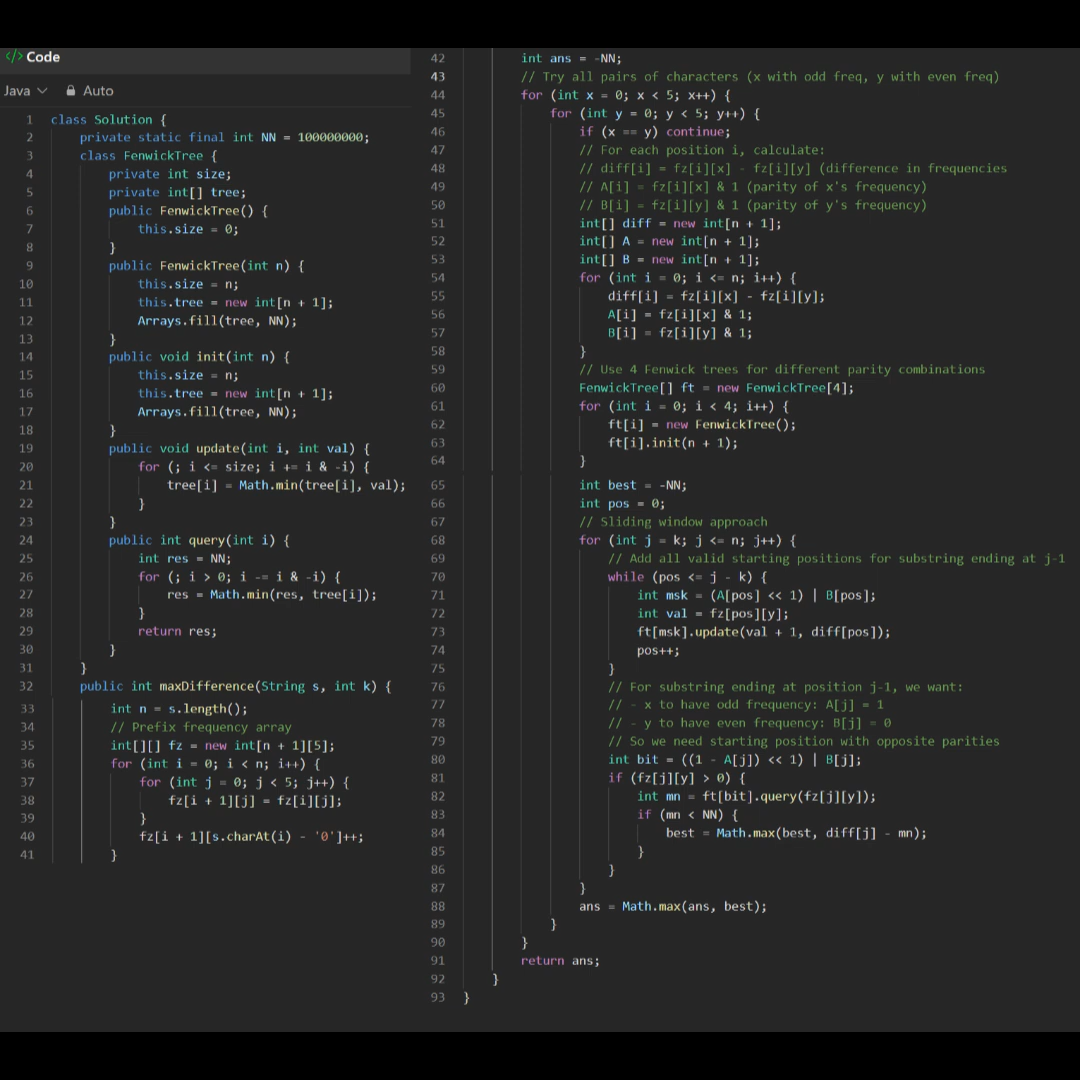 </> Code
Java Auto
1 class Solution {
2 private static final int NN = 100000000;
3 class FenwickTree {
4 private int size;
5 private int[] tree;
6 public FenwickTree() {
7 this.size = 0;
8 }
9 public FenwickTree(int n) {
10 this.size = n;
11 this.tree = new int[n + 1];
12 Arrays.fill(tree, NN);
13 }
14 public void init(int n) {
15 this.size = n;
16 this.tree = new int[n + 1];
17 Arrays.fill(tree, NN);
18 }
19 public void update(int i, int val) {
20 for (; i <= size; i += i & -i) {
21 tree[i] = Math.min(tree[i], val);
22 }
23 }
24 public int query(int i) {
25 int res = NN;
26 for (; i > 0; i -= i & -i) {
27 res = Math.min(res, tree[i]);
28 }
29 return res;
30 }
31 }
32 public int maxDifference(String s, int k) {
33 int n = s.length();
34 // Prefix frequency array
35 int[][] fz = new int[n + 1][5];
36 for (int i = 0; i < n; i++) {
37 for (int j = 0; j < 5; j++) {
38 fz[i + 1][j] = fz[i][j];
39 }
40 fz[i + 1][s.charAt(i) - '0']++;
41 }
42 int ans = -NN;
43 // Try all pairs of characters (x with odd freq, y with even freq)
44 for (int x = 0; x < 5; x++) {
45 for (int y = 0; y < 5; y++) {
46 if (x == y) continue;
47 // For each position i, calculate:
48 // diff[i] = fz[i][x] - fz[i][y] (difference in frequencies
49 // A[i] = fz[i][x] & 1 (parity of x's frequency)
50 // B[i] = fz[i][y] & 1 (parity of y's frequency)
51 int[] diff = new int[n + 1];
52 int[] A = new int[n + 1];
53 int[] B = new int[n + 1];
54 for (int i = 0; i <= n; i++) {
55 diff[i] = fz[i][x] - fz[i][y];
56 A[i] = fz[i][x] & 1;
57 B[i] = fz[i][y] & 1;
58 }
59 // Use 4 Fenwick trees for different parity combinations
60 FenwickTree[] ft = new FenwickTree[4];
61 for (int i = 0; i < 4; i++) {
62 ft[i] = new FenwickTree();
63 ft[i].init(n + 1);
64 }
65 int best = -NN;
66 int pos = 0;
67 // Sliding window approach
68 for (int j = k; j <= n; j++) {
69 // Add all valid starting positions for substring ending at j-1
70 while (pos <= j - k) {
71 int msk = (A[pos] << 1) | B[pos];
72 int val = fz[pos][y];
73 ft[msk].update(val + 1, diff[pos]);
74 pos++;
75 }
76 // For substring ending at position j-1, we want:
77 // - x to have odd frequency: A[j] = 1
78 // - y to have even frequency: B[j] = 0
79 // So we need starting position with opposite parities
80 int bit = ((1 - A[j]) << 1) | B[j];
81 if (fz[j][y] > 0) {
82 int mn = ft[bit].query(fz[j][y]);
83 if (mn < NN) {
84 best = Math.max(best, diff[j] - mn);
85 }
86 }
87 }
88 ans = Math.max(ans, best);
89 }
90 }
91 return ans;
92 }
93 }